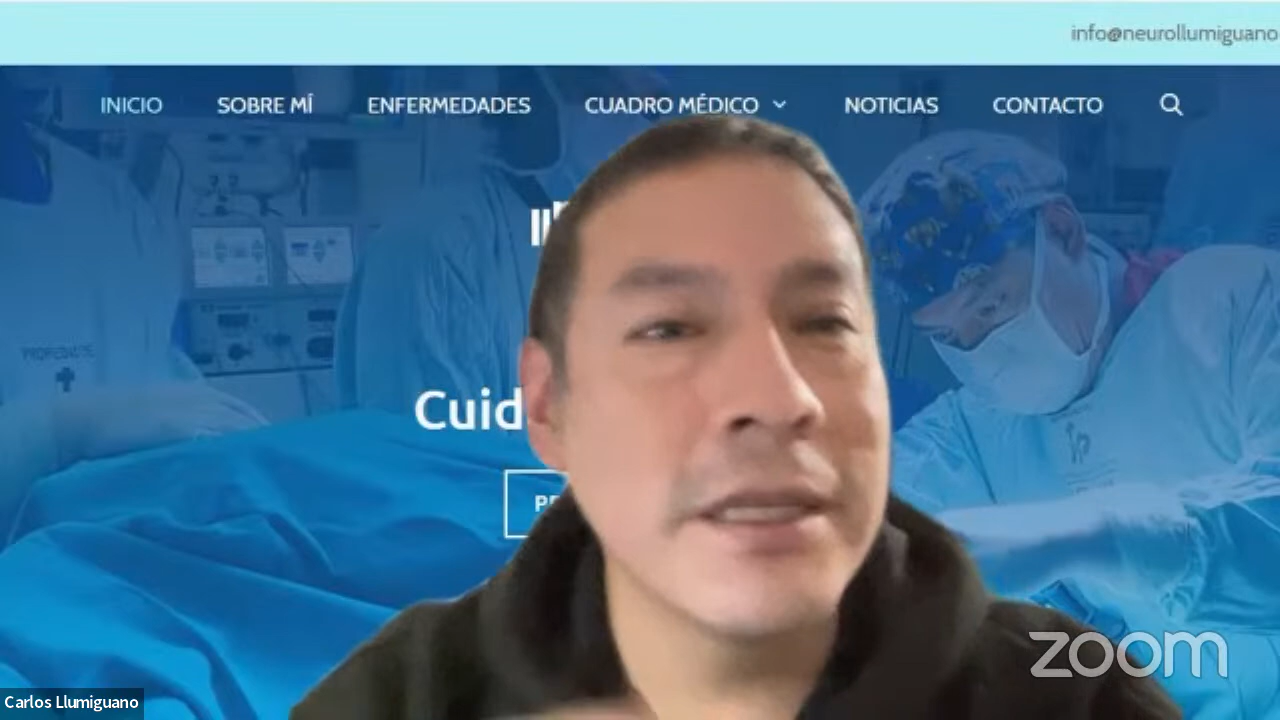 info@neurollumiguano
INICIO SOBRE MÍ ENFERMEDADES CUADRO MÉDICO NOTICIAS CONTACTO
Cuid
zoom
Carlos Llumiguano